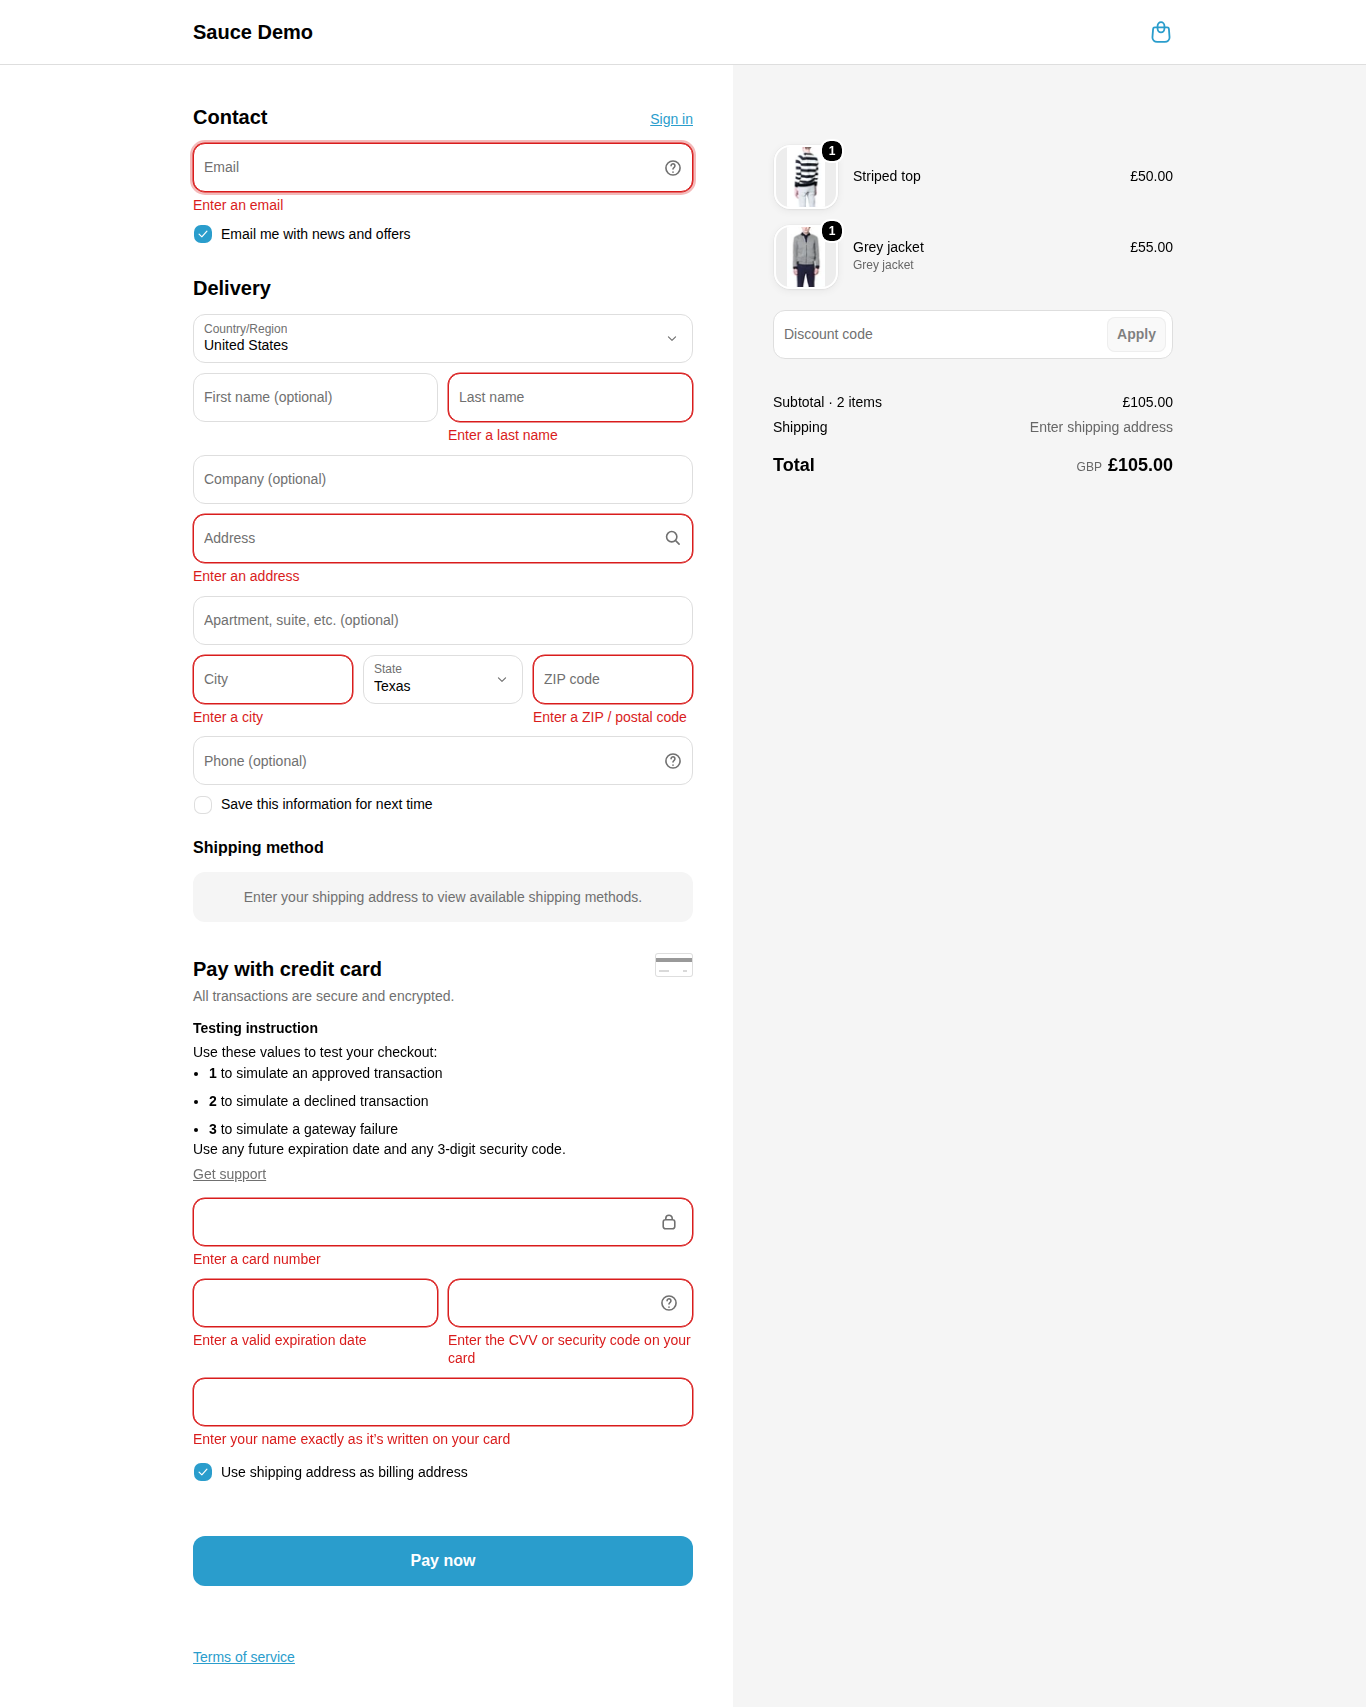 Sauce Demo
Contact
Sign in
Email
Enter an email
Email me with news and offers
Delivery
Country/Region
United States
First name (optional)
Last name
Enter a last name
Company (optional)
Address
Enter an address
Apartment, suite, etc. (optional)
City
State
Texas
ZIP code
Enter a city
Enter a ZIP / postal code
Phone (optional)
Save this information for next time
Shipping method
Enter your shipping address to view available shipping methods.
Pay with credit card
All transactions are secure and encrypted.
Testing instruction
Use these values to test your checkout:
• 1 to simulate an approved transaction
• 2 to simulate a declined transaction
• 3 to simulate a gateway failure
Use any future expiration date and any 3-digit security code.
Get support
Enter a card number
Enter a valid expiration date
Enter the CVV or security code on your
card
Enter your name exactly as it’s written on your card
Use shipping address as billing address
Pay now
Terms of service
1
Striped top
£50.00
1
Grey jacket
£55.00
Grey jacket
Discount code
Apply
Subtotal · 2 items
£105.00
Shipping
Enter shipping address
Total
GBP £105.00